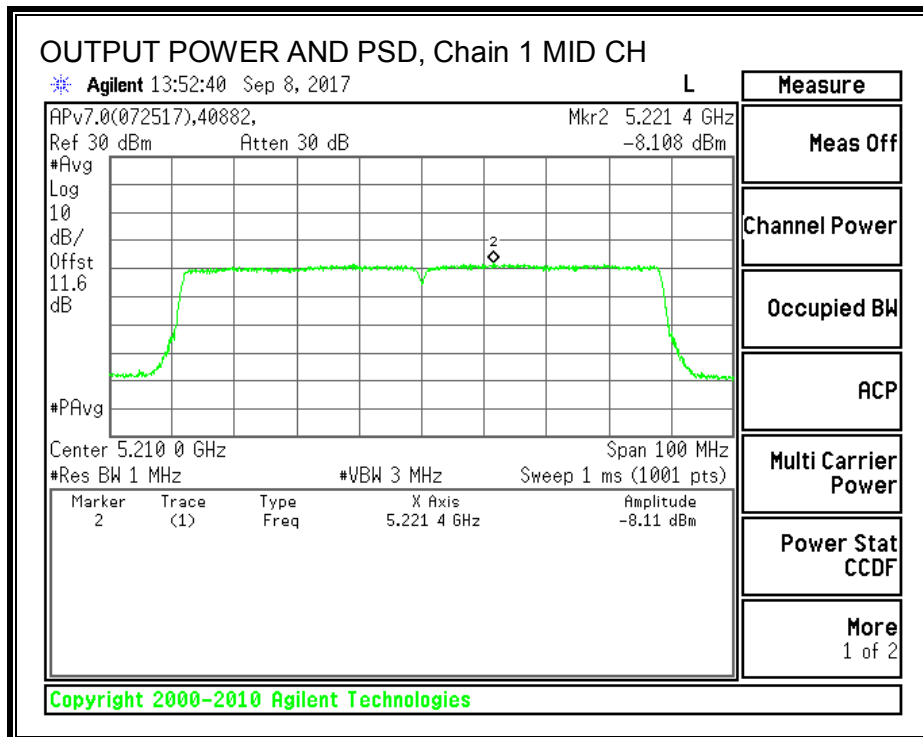 OUTPUT POWER AND PSD, Chain 1 MID CH
Agilent 13:52:40 Sep 8, 2017 L
Measure
APv7.0(072517),40882, Mkr2 5.221 4 GHz
Ref 30 dBm Atten 30 dB -8.108 dBm
Meas Off
#Avg
Log
10
dB/
Offst
11.6
dB
2
#PAvg
Channel Power
Occupied BW
ACP
Center 5.210 0 GHz Span 100 MHz
#Res BW 1 MHz #VBW 3 MHz Sweep 1 ms (1001 pts)
Multi Carrier
Power
Marker Trace Type X Axis Amplitude
2 (1) Freq 5.221 4 GHz -8.11 dBm
Power Stat
CCDF
More
1 of 2
Copyright 2000-2010 Agilent Technologies